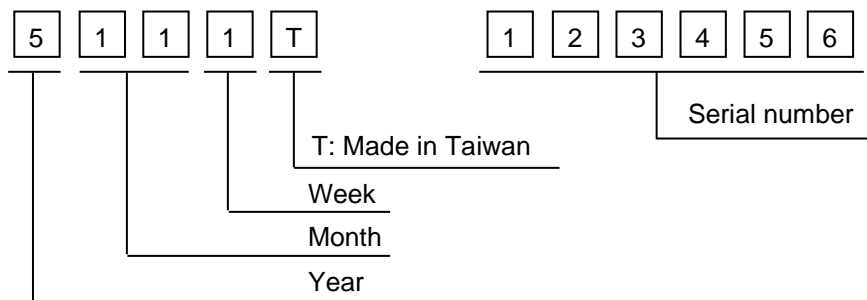 5 1 1 1 T 1 2 3 4 5 6
Serial number
T: Made in Taiwan
Week
Month
Year